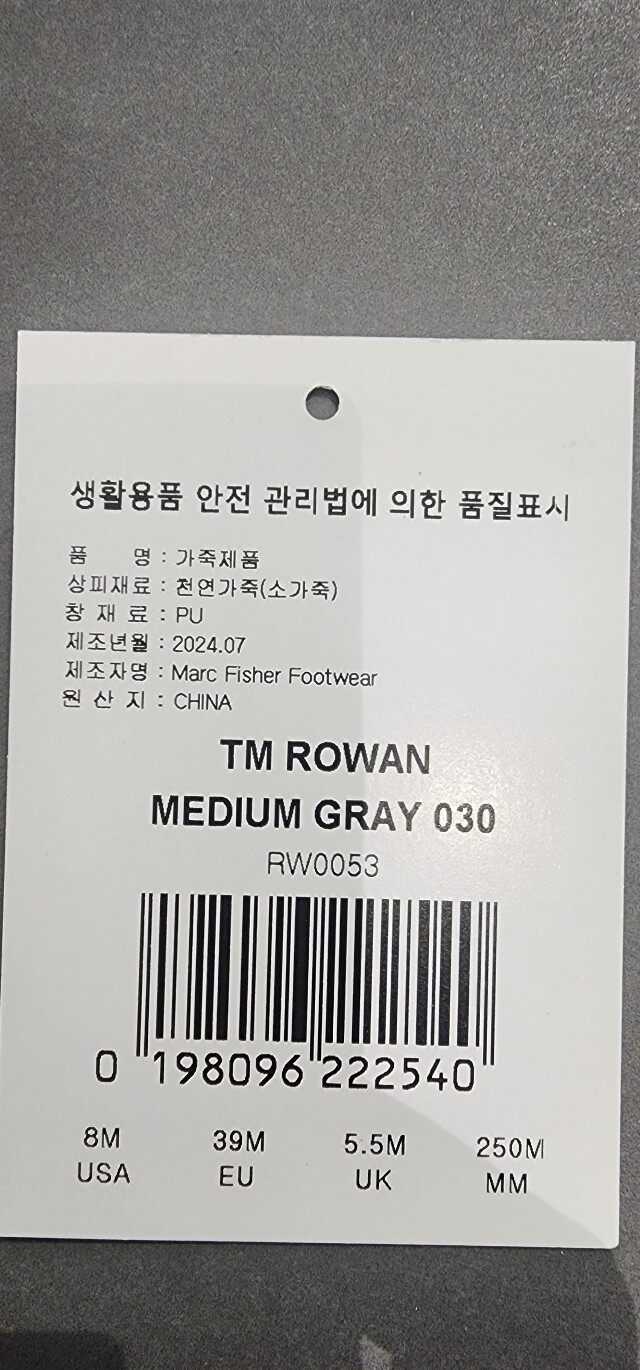 생활용품 안전 관리법에 의한 품질표시
품 명 : 가죽제품
상피재료 : 천연가죽(소가죽)
창 재 료 : PU
제조년월 : 2024.07
제조자명 : Marc Fisher Footwear
원 산 지 : CHINA
TM ROWAN
MEDIUM GRAY 030
RW0053
0 198096 222540
8M 39M 5.5M 250M
USA EU UK MM